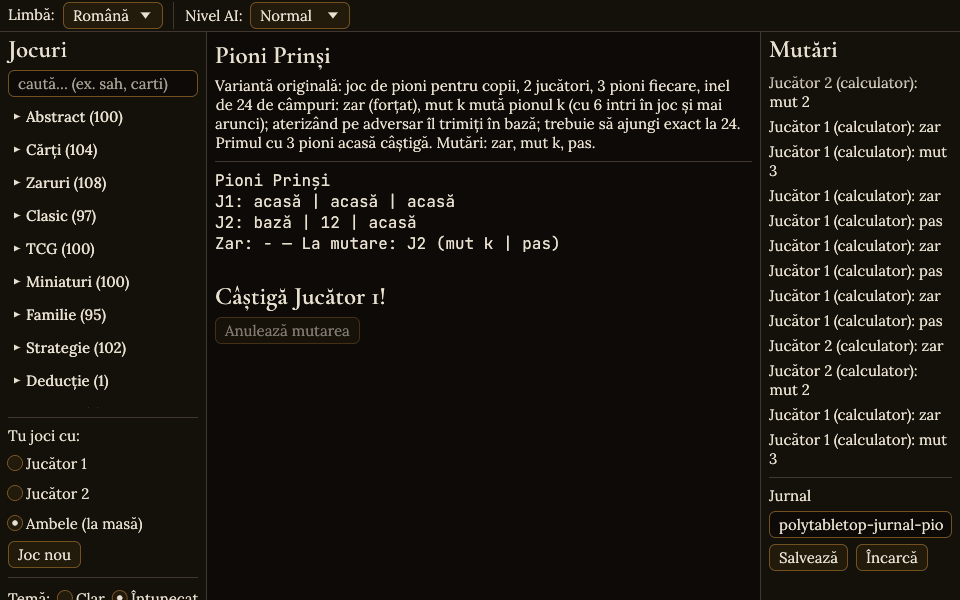 Limbă: Română ▼ Nivel AI: Normal ▼
Jocuri
caută... (ex. sah, carti)
▸ Abstract (100)
▸ Cărți (104)
▸ Zaruri (108)
▸ Clasic (97)
▸ TCG (100)
▸ Miniaturi (100)
▸ Familie (95)
▸ Strategie (102)
▸ Deducție (1)
Tu joci cu:
Jucător 1
Jucător 2
Ambele (la masă)
Joc nou
Temă: Clar Întunecat
Pioni Prinși
Variantă originală: joc de pioni pentru copii, 2 jucători, 3 pioni fiecare, inel
de 24 de câmpuri: zar (forțat), mut k mută pionul k (cu 6 intri în joc și mai
arunci); aterizând pe adversar îl trimiți în bază; trebuie să ajungi exact la 24.
Primul cu 3 pioni acasă câștigă. Mutări: zar, mut k, pas.
Pioni Prinși
J1: acasă | acasă | acasă
J2: bază | 12 | acasă
Zar: - — La mutare: J2 (mut k | pas)
Câștigă Jucător 1!
Anulează mutarea
Mutări
Jucător 2 (calculator):
mut 2
Jucător 1 (calculator): zar
Jucător 1 (calculator): mut
3
Jucător 1 (calculator): zar
Jucător 1 (calculator): pas
Jucător 1 (calculator): zar
Jucător 1 (calculator): pas
Jucător 1 (calculator): zar
Jucător 1 (calculator): pas
Jucător 2 (calculator): zar
Jucător 2 (calculator):
mut 2
Jucător 1 (calculator): zar
Jucător 1 (calculator): mut
3
Jurnal
polytabletop-jurnal-pio
Salvează Încarcă